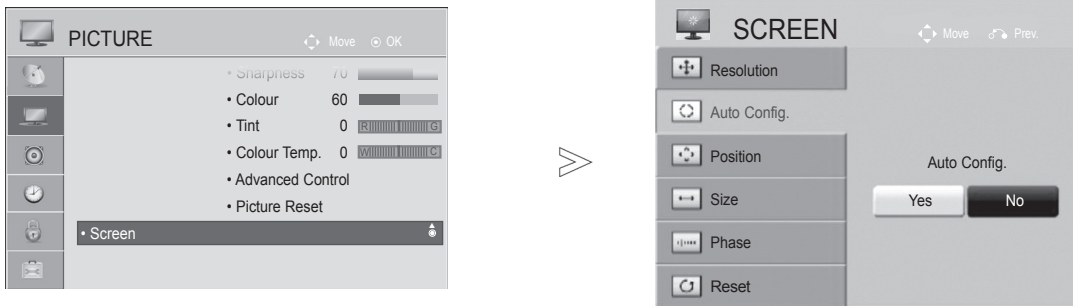 PICTURE
Move OK
• Sharpness 70
• Colour 60
• Tint 0 R G
• Colour Temp. 0 W C
• Advanced Control
• Picture Reset
• Screen
SCREEN
Move Prev.
Resolution
Auto Config.
Position
Size
Phase
Reset
Auto Config.
Yes No